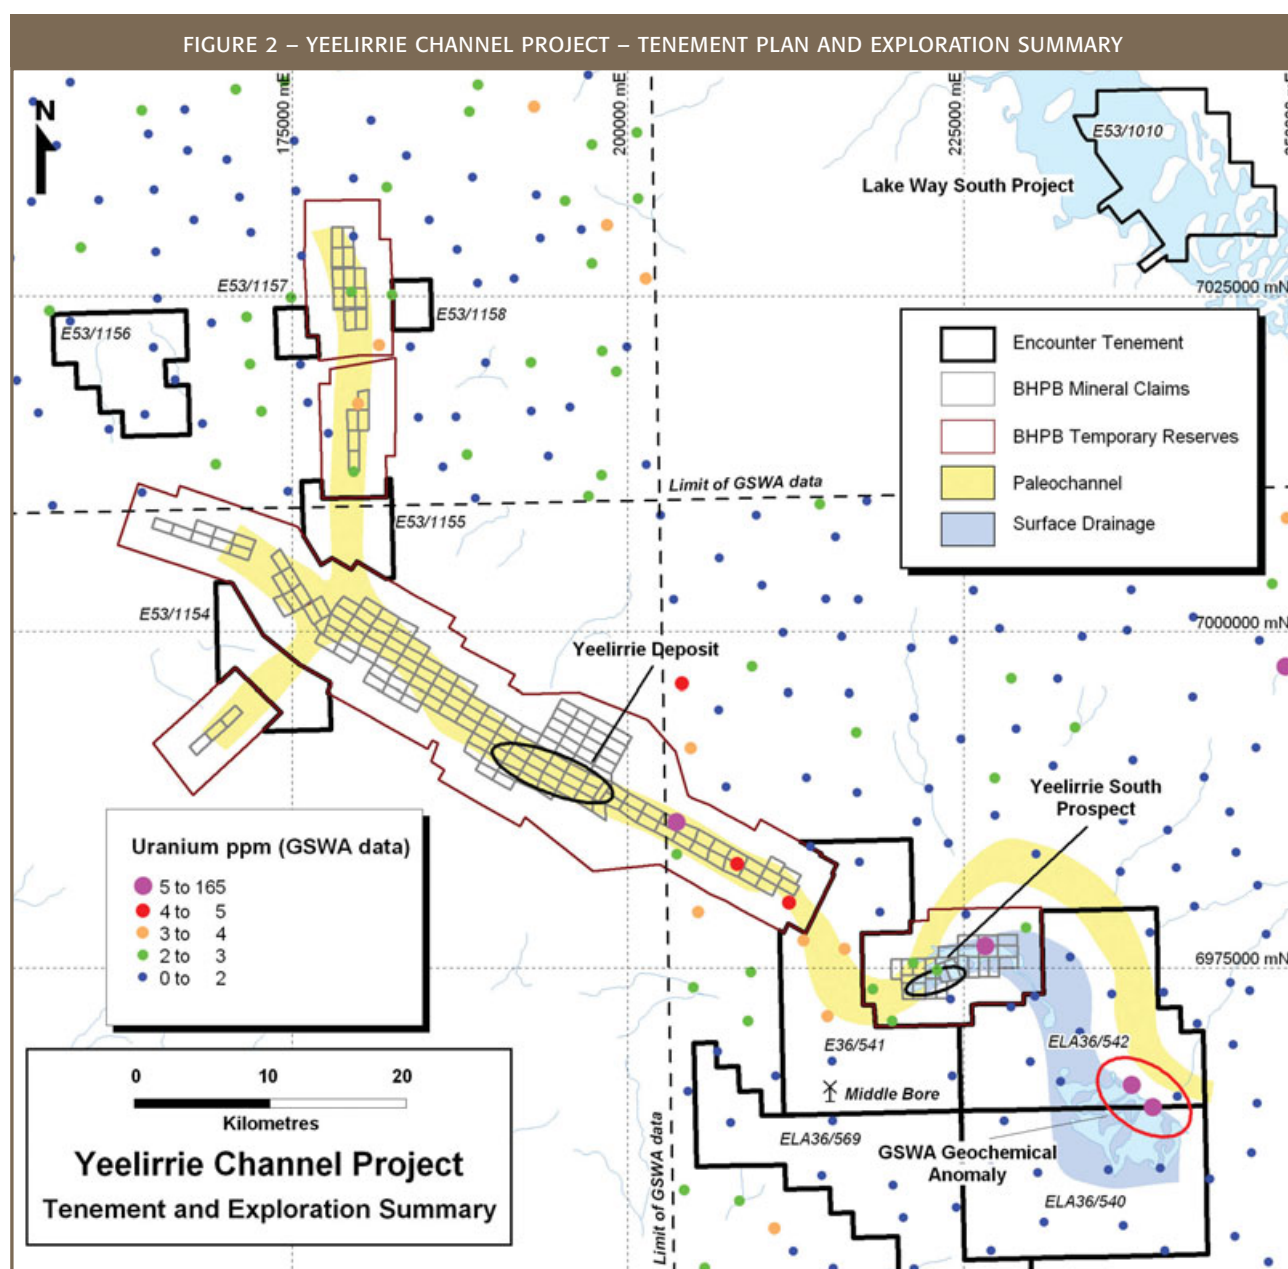 FIGURE 2 – YEELIRRIE CHANNEL PROJECT – TENEMENT PLAN AND EXPLORATION SUMMARY
N
175000 mE
200000 mE
225000 mE
E53/1010
Lake Way South Project
E53/1157
7025000 mN
E53/1158
E53/1156
Encounter Tenement
BHPB Mineral Claims
BHPB Temporary Reserves
Paleochannel
Surface Drainage
Limit of GSWA data
E53/1155
E53/1154
7000000 mN
Yeelirrie Deposit
Yeelirrie South
Prospect
Uranium ppm (GSWA data)
5 to 165
4 to 5
3 to 4
2 to 3
0 to 2
6975000 mN
E36/541
ELA36/542
Middle Bore
ELA36/569
GSWA Geochemical
Anomaly
ELA36/540
Limit of GSWA data
0 10 20
Kilometres
Yeelirrie Channel Project
Tenement and Exploration Summary